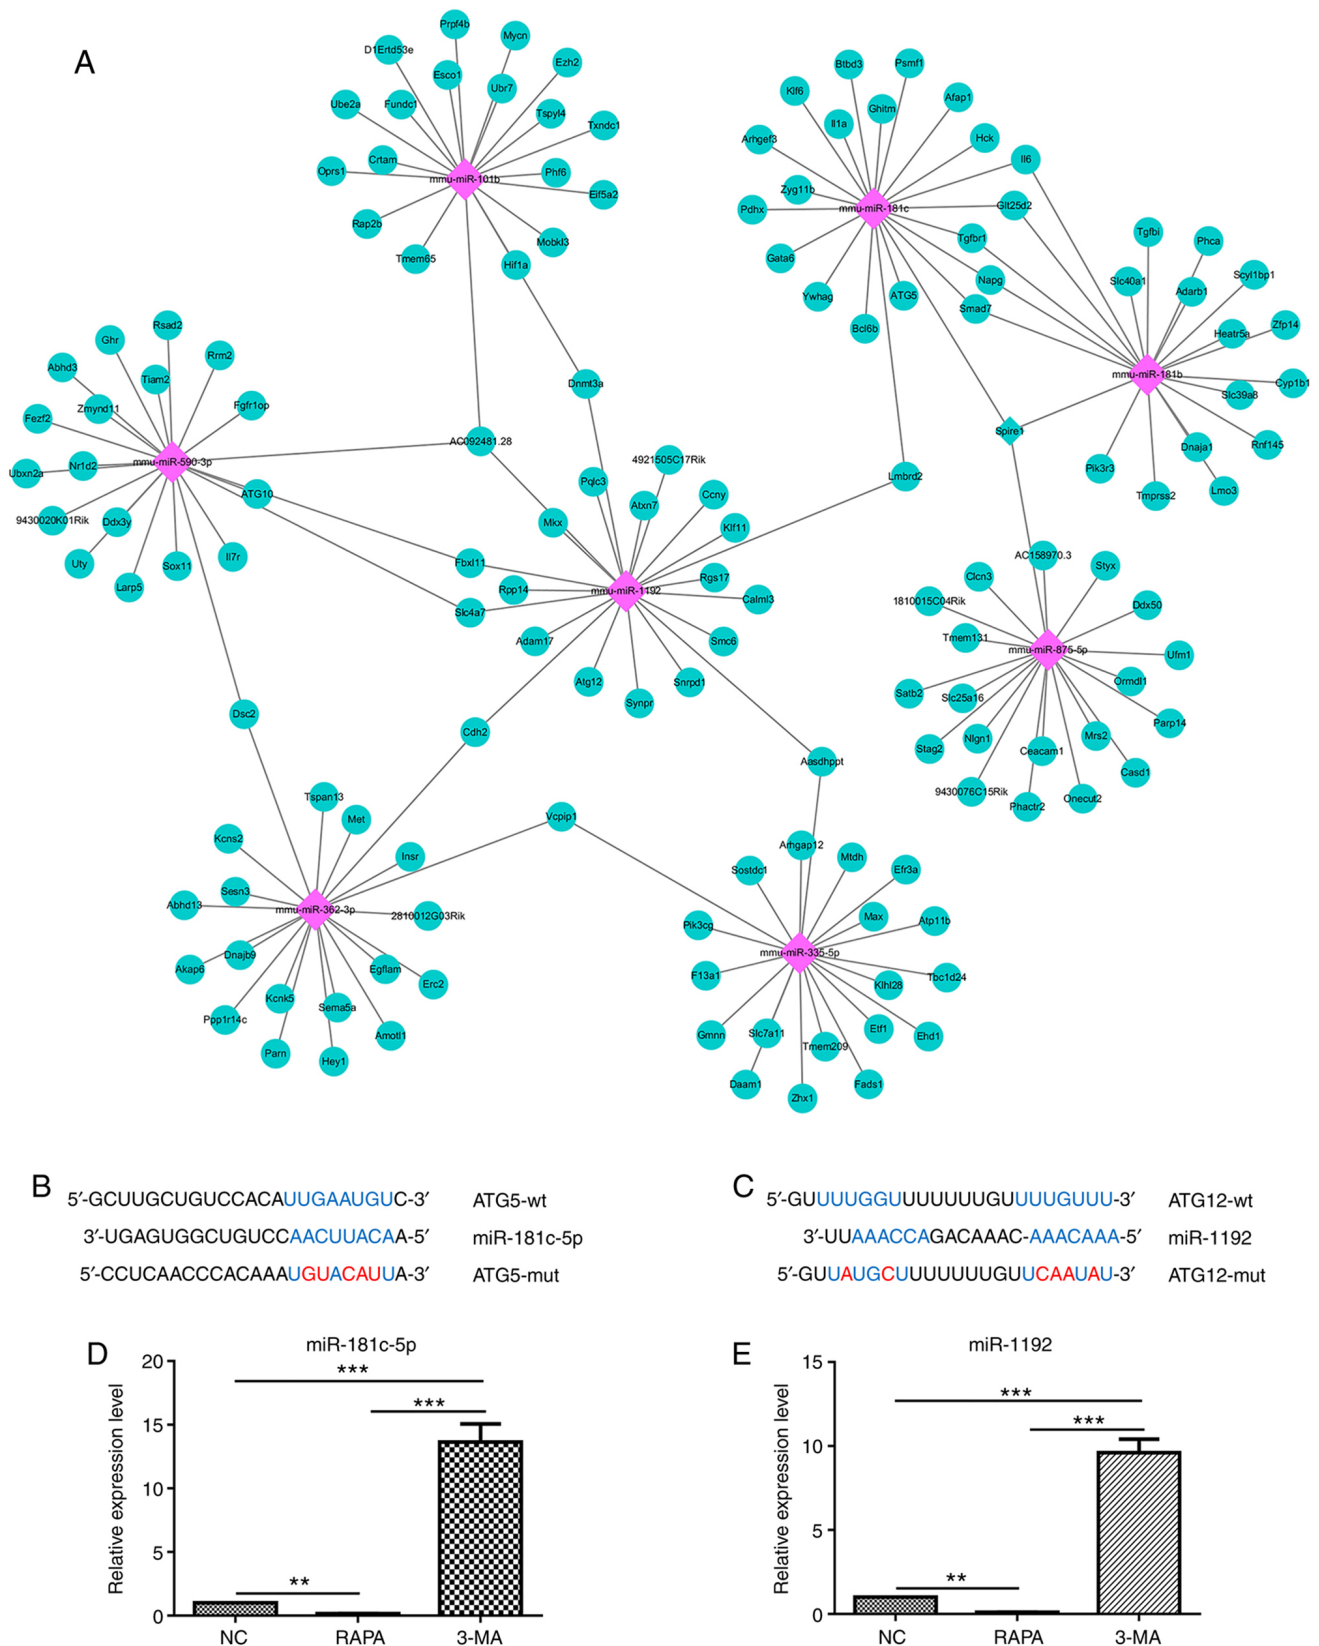 A
Prpf4b
Mycn
D1Ertd53e
Ezh2
Esco1
Ubr7
Ube2a
Fundc1
Tspyl4
Txndc1
Crtam
Oprs1
mmu-miR-101b
Phf6
Eif5a2
Rap2b
Mobkl3
Tmem65
Hif1a
Btbd3
Psmf1
Klf6
Afap1
Il1a
Ghitm
Arhgef3
Hck
Il6
Zyg11b
Pdhx
mmu-miR-181c
Glt25d2
Tgfbr1
Gata6
Napg
Ywhag
ATG5
Smad7
Bcl6b
Tgfbi
Phca
Slc40a1
Scyl1bp1
Adarb1
Heatr5a
Zfp14
mmu-miR-181b
Cyp1b1
Slc39a8
Spire1
Dnaja1
Rnf145
Pik3r3
Tmprss2
Lmo3
Rsad2
Ghr
Rrm2
Abhd3
Tiam2
Zmynd11
Fgfr1op
Fezf2
mmu-miR-590-3p
Ubxn2a
Nr1d2
ATG10
9430020K01Rik
Ddx3y
Uty
Il7r
Sox11
Larp5
Dnmt3a
AC092481.28
Lmbrd2
4921505C17Rik
Pqlc3
Ccny
Atxn7
Mkx
Klf11
Fbxl11
Rgs17
Rpp14
mmu-miR-1192
Calml3
Slc4a7
Adam17
Smc6
Atg12
Snrpd1
Synpr
AC158970.3
Styx
Clcn3
1810015C04Rik
Ddx50
Tmem131
mmu-miR-875-5p
Ufm1
Satb2
Slc25a16
Ormdl1
Parp14
Stag2
Nlgn1
Ceacam1
Mrs2
Casd1
9430076C15Rik
Phactr2
Onecut2
Dsc2
Cdh2
Aasdhppt
Tspan13
Met
Vcpip1
Kcns2
Insr
Sesn3
Abhd13
mmu-miR-362-3p
2810012G03Rik
Dnajb9
Akap6
Egflam
Erc2
Kcnk5
Sema5a
Ppp1r14c
Amotl1
Parn
Hey1
Arhgap12
Mtdh
Sostdc1
Efr3a
Pik3cg
Max
Atp11b
mmu-miR-335-5p
F13a1
Klhl28
Tbc1d24
Gmnn
Slc7a11
Etf1
Ehd1
Tmem209
Daam1
Zhx1
Fads1
B
5′-GCUUGCUGUCCACAUUGAAUGUC-3′ ATG5-wt
3′-UGAGUGGCUGUCCAACUUACAA-5′ miR-181c-5p
5′-CCUCAACCCACAAAUGUACAUUA-3′ ATG5-mut
C
5′-GUUUUGGUUUUUUUGUUUUGUUU-3′ ATG12-wt
3′-UUAAACCAGACAAAC-AAACAAA-5′ miR-1192
5′-GUUAUGCUUUUUUUGUUCAAUAU-3′ ATG12-mut
D
miR-181c-5p
Relative expression level
20
15
10
5
0
***
***
**
NC RAPA 3-MA
E
miR-1192
Relative expression level
15
10
5
0
***
***
**
NC RAPA 3-MA